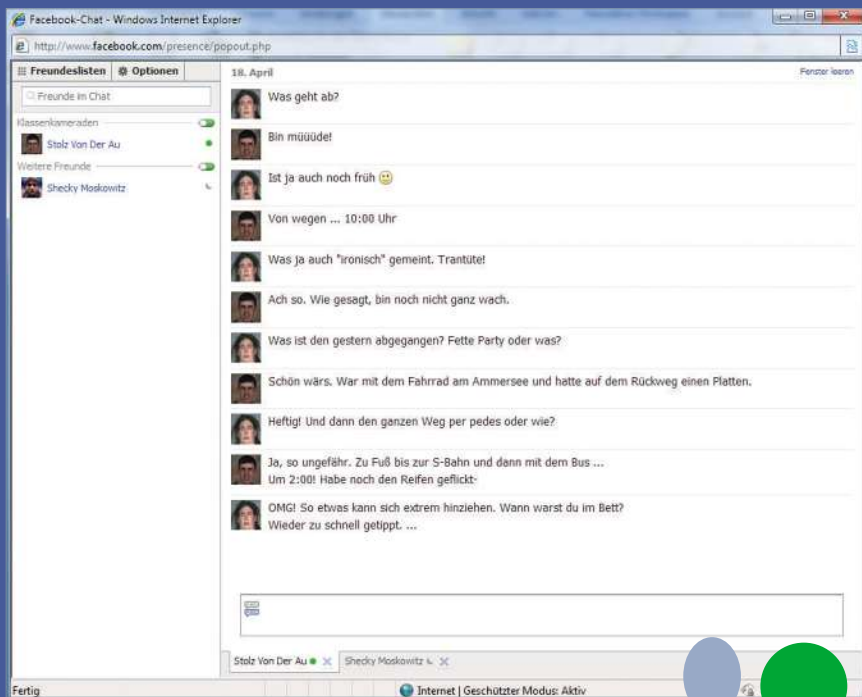 Facebook-Chat - Windows Internet Explorer
http://www.facebook.com/presence/popout.php
Freundeslisten
Optionen
Freunde im Chat
Klassenkameraden
Stolz Von Der Au
Weitere Freunde
Shecky Moskowitz
18. April
Fenster leeren
Was geht ab?
Bin müüüde!
Ist ja auch noch früh
Von wegen ... 10:00 Uhr
Was ja auch "ironisch" gemeint. Trantüte!
Ach so. Wie gesagt, bin noch nicht ganz wach.
Was ist den gestern abgegangen? Fette Party oder was?
Schön wärs. War mit dem Fahrrad am Ammersee und hatte auf dem Rückweg einen Platten.
Heftig! Und dann den ganzen Weg per pedes oder wie?
Ja, so ungefähr. Zu Fuß bis zur S-Bahn und dann mit dem Bus ...
Um 2:00! Habe noch den Reifen geflickt-
OMG! So etwas kann sich extrem hinziehen. Wann warst du im Bett?
Wieder zu schnell getippt. ...
Stolz Von Der Au
Shecky Moskowitz
Fertig
Internet | Geschützter Modus: Aktiv